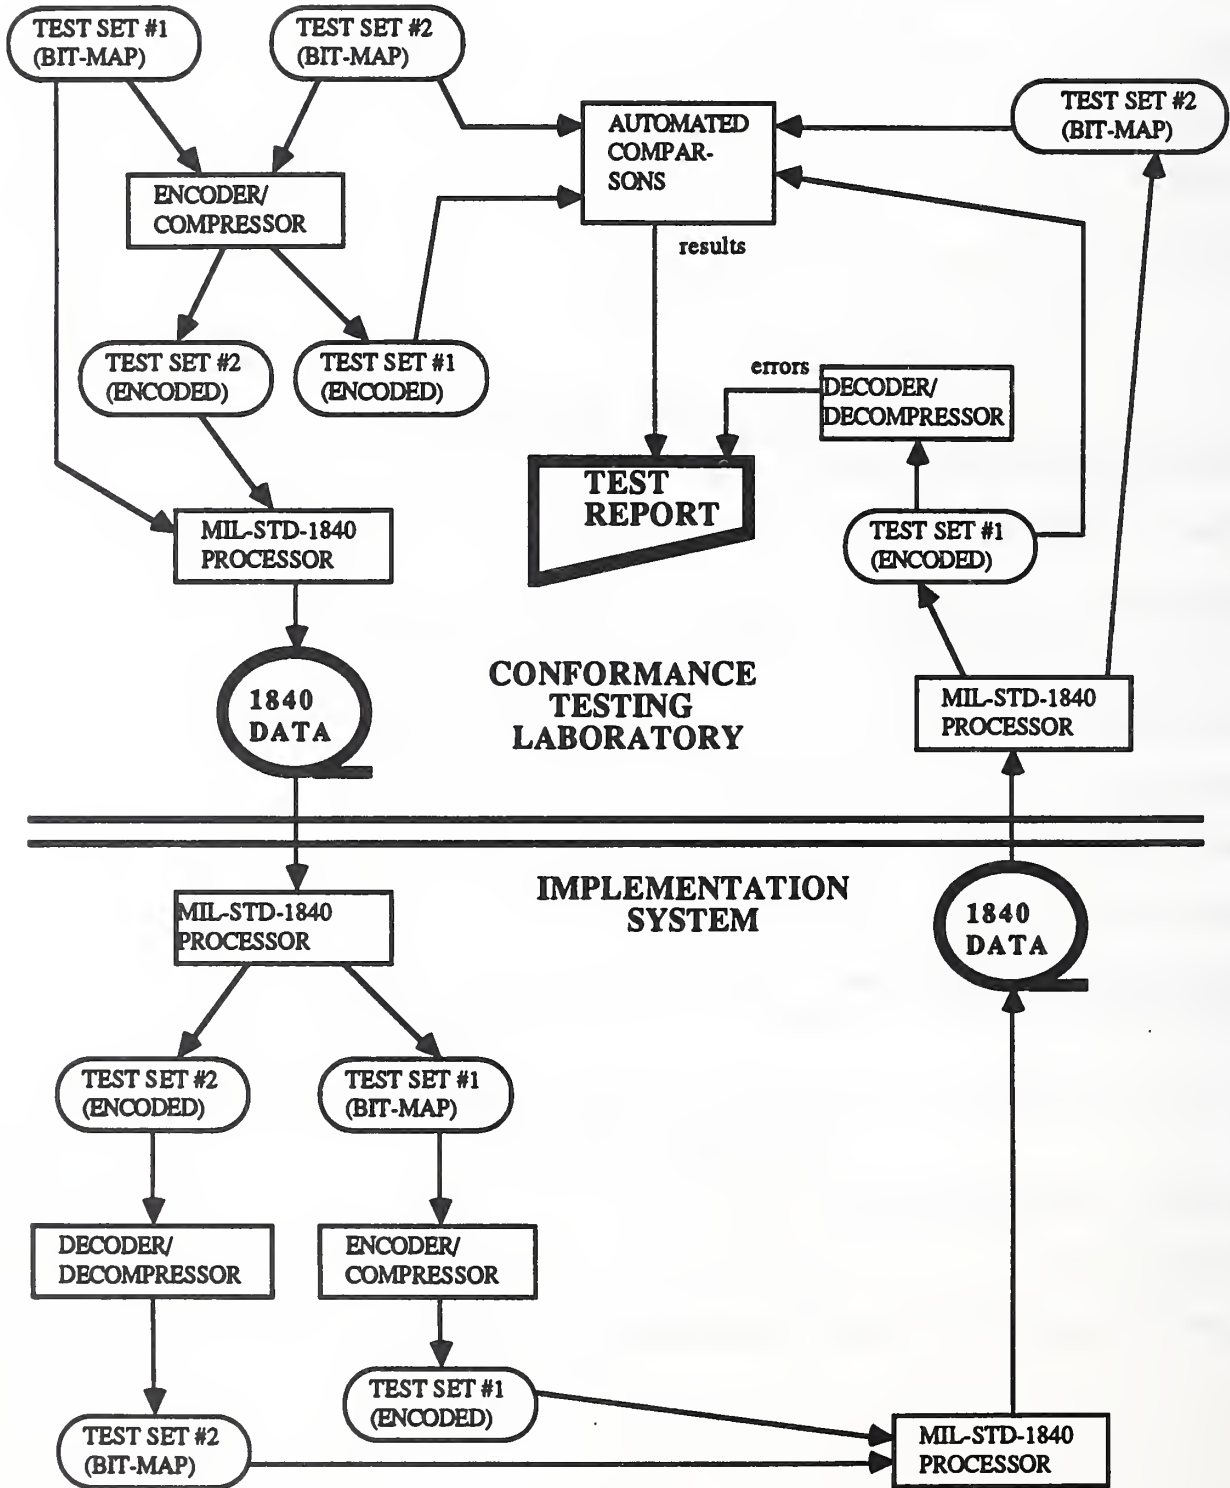 TEST SET #1
(BIT-MAP)
TEST SET #2
(BIT-MAP)
TEST SET #2
(BIT-MAP)
AUTOMATED
COMPAR-
SONS
ENCODER/
COMPRESSOR
results
TEST SET #2
(ENCODED)
TEST SET #1
(ENCODED)
errors
DECODER/
DECOMPRESSOR
TEST
REPORT
MIL-STD-1840
PROCESSOR
TEST SET #1
(ENCODED)
1840
DATA
CONFORMANCE
TESTING
LABORATORY
MIL-STD-1840
PROCESSOR
IMPLEMENTATION
SYSTEM
MIL-STD-1840
PROCESSOR
1840
DATA
TEST SET #2
(ENCODED)
TEST SET #1
(BIT-MAP)
DECODER/
DECOMPRESSOR
ENCODER/
COMPRESSOR
TEST SET #1
(ENCODED)
TEST SET #2
(BIT-MAP)
MIL-STD-1840
PROCESSOR